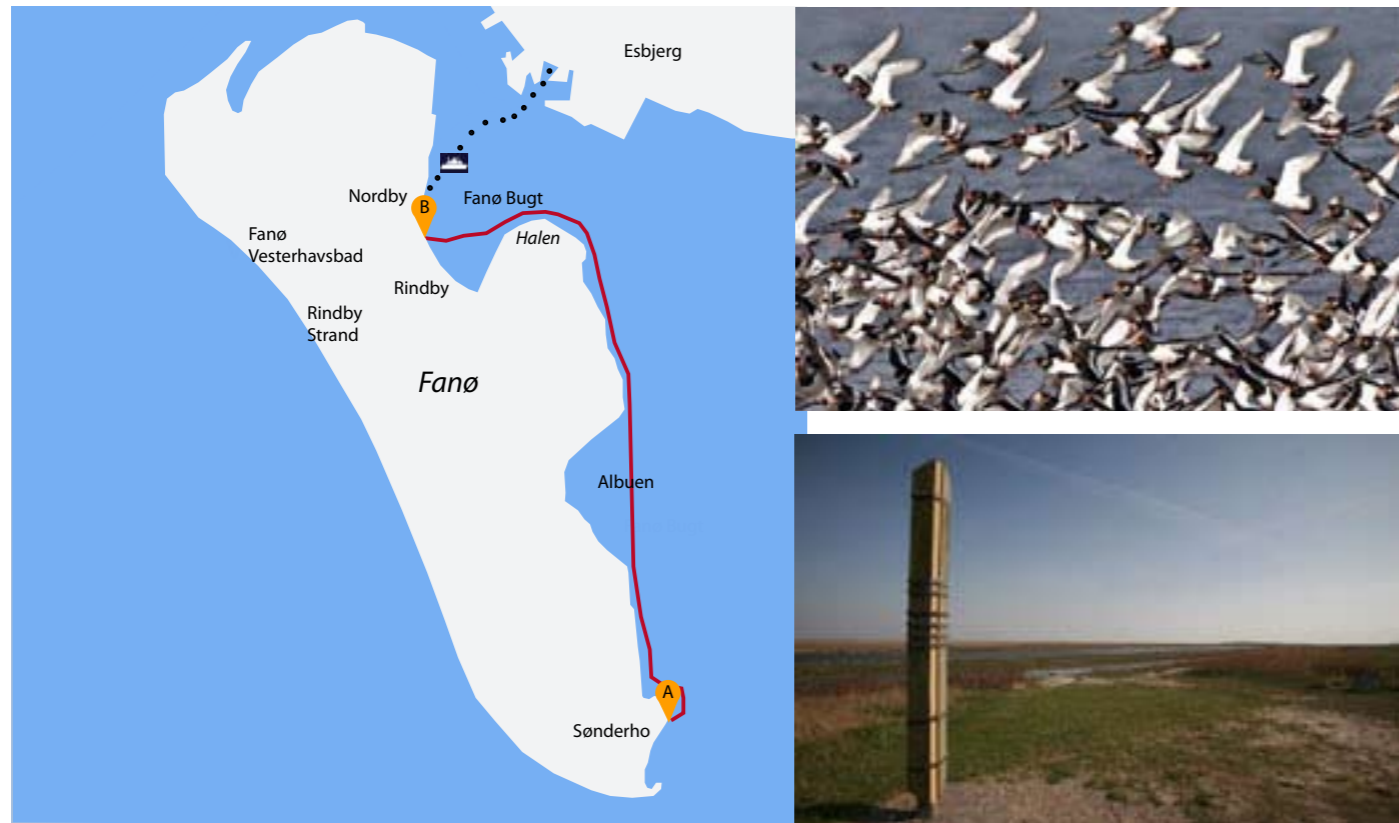 Esbjerg
Nordby
B
Fanø Bugt
Halen
Fanø
Vesterhavsbad
Rindby
Rindby
Strand
Fanø
Albuen
A
Sønderho